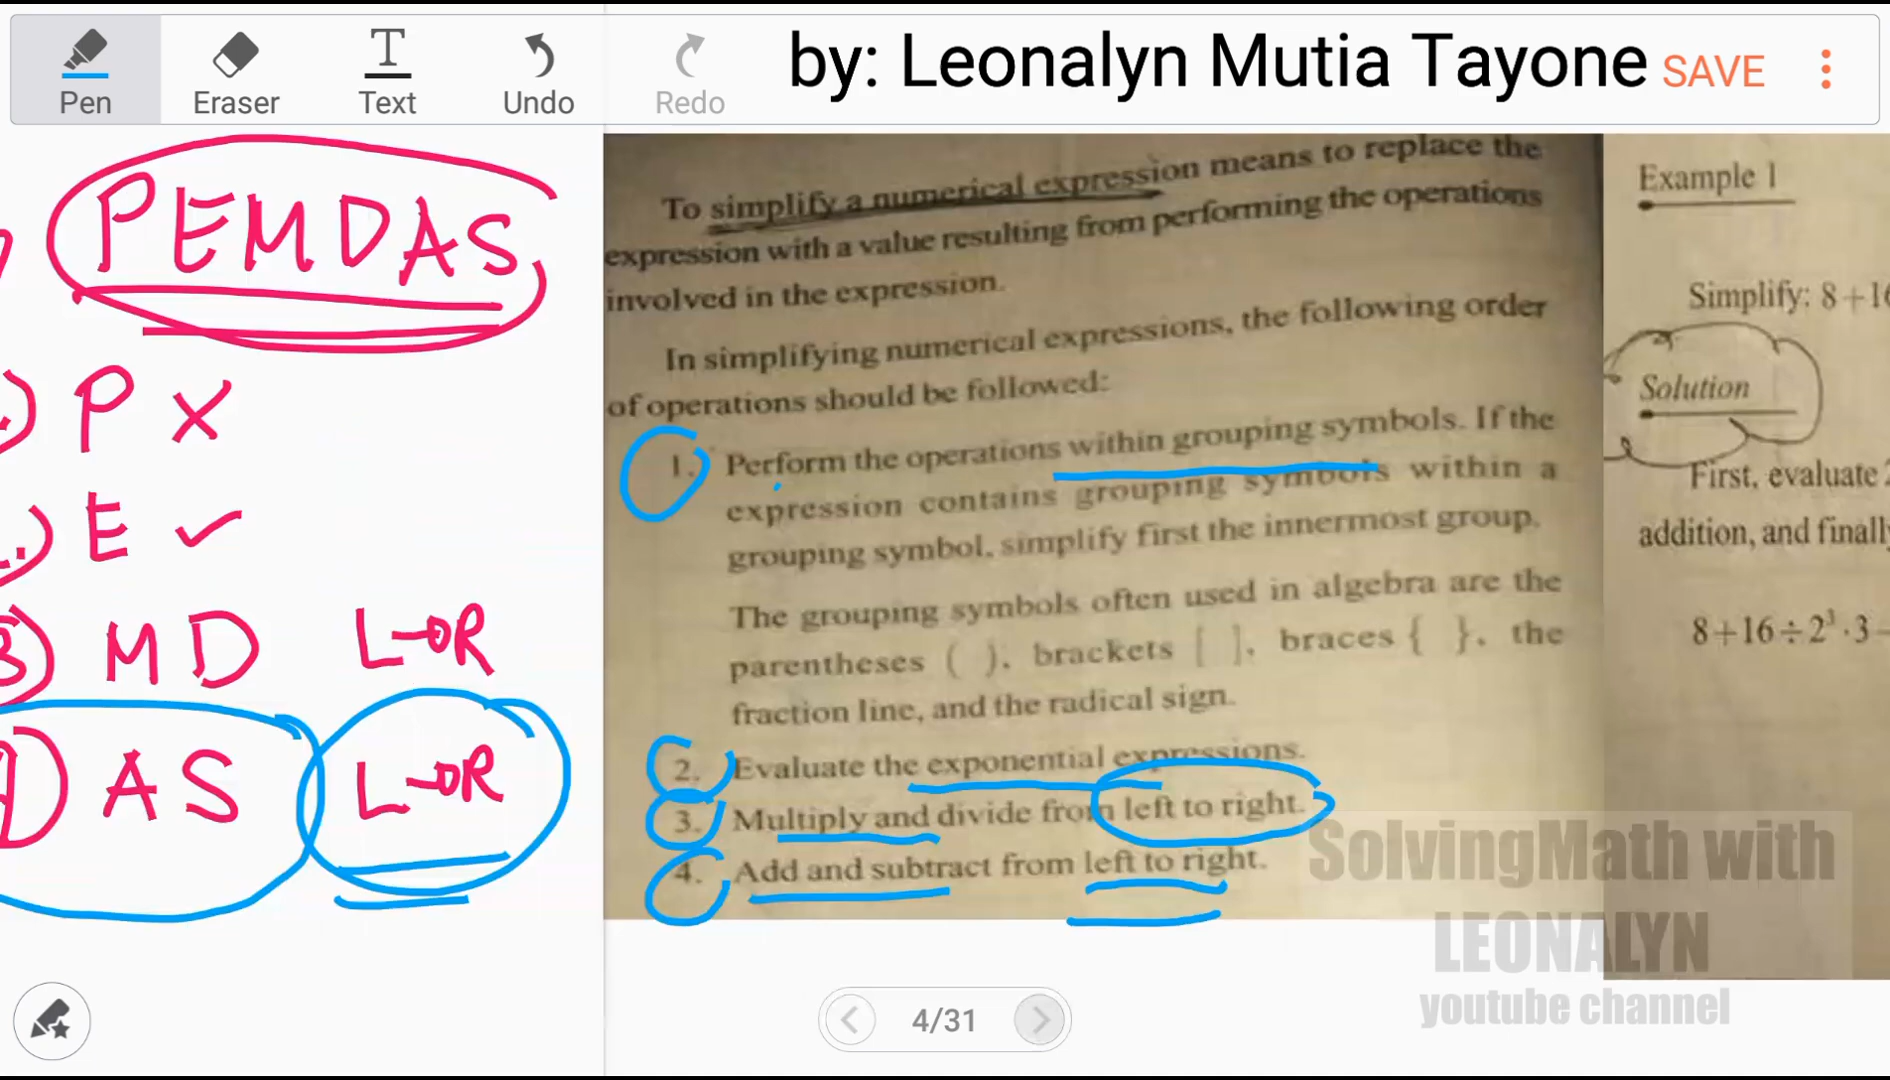 Pen
Eraser
Text
Undo
Redo
by: Leonalyn Mutia Tayone
SAVE
PEMDAS
P X
E ✓
3) M D L→R
4) A S L→R
To simplify a numerical expression means to replace the
expression with a value resulting from performing the operations
involved in the expression.
In simplifying numerical expressions, the following order
of operations should be followed:
1. Perform the operations within grouping symbols. If the
expression contains grouping symbols within a
grouping symbol, simplify first the innermost group.
The grouping symbols often used in algebra are the
parentheses ( ), brackets [ ], braces { }, the
fraction line, and the radical sign.
2. Evaluate the exponential expressions.
3. Multiply and divide from left to right.
4. Add and subtract from left to right.
Example 1
Simplify: 8+16
Solution
First, evaluate
addition, and finally
8+16÷2³·3-
SolvingMath with
LEONALYN
youtube channel
4/31